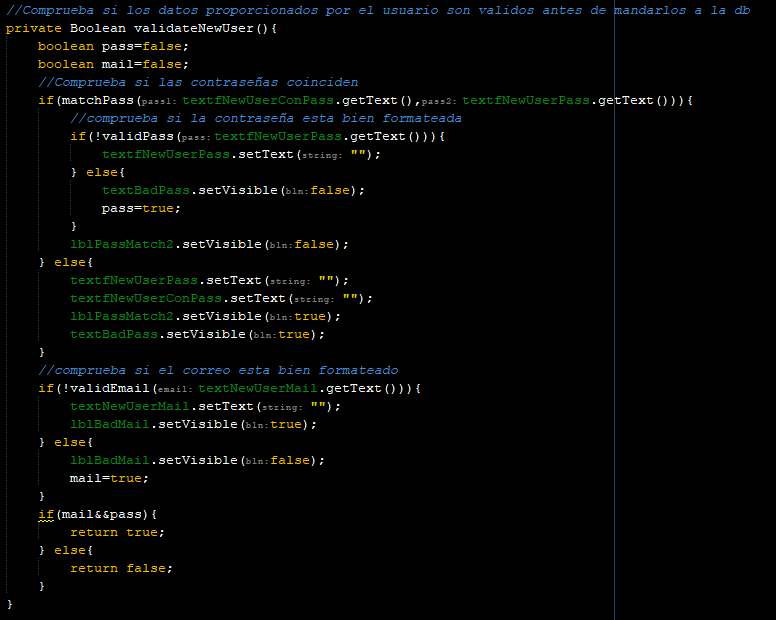 //Comprueba si los datos proporcionados por el usuario son validos antes de mandarlos a la db
private Boolean validateNewUser(){
    boolean pass=false;
    boolean mail=false;
    //Comprueba si las contraseñas coinciden
    if(matchPass(pass1: textfNewUserConPass.getText(),pass2: textfNewUserPass.getText())){
        //comprueba si la contraseña esta bien formateada
        if(!validPass(pass: textfNewUserPass.getText())){
            textfNewUserPass.setText(string: "");
        } else{
            textBadPass.setVisible(bln:false);
            pass=true;
        }
        lblPassMatch2.setVisible(bln:false);
    } else{
        textfNewUserPass.setText(string: "");
        textfNewUserConPass.setText(string: "");
        lblPassMatch2.setVisible(bln:true);
        textBadPass.setVisible(bln:true);
    }
    //comprueba si el correo esta bien formateado
    if(!validEmail(email: textNewUserMail.getText())){
        textNewUserMail.setText(string: "");
        lblBadMail.setVisible(bln:true);
    } else{
        lblBadMail.setVisible(bln:false);
        mail=true;
    }
    if(mail&&pass){
        return true;
    } else{
        return false;
    }
}